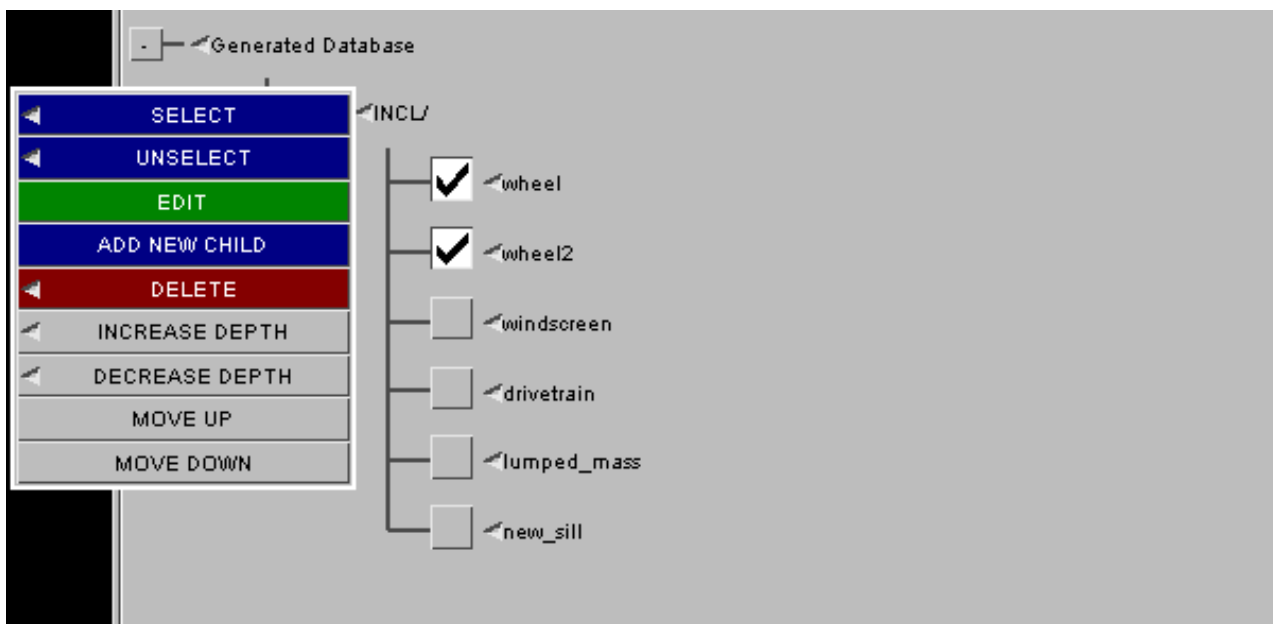 Generated Database
SELECT
INCL/
UNSELECT
wheel
EDIT
ADD NEW CHILD
wheel2
DELETE
INCREASE DEPTH
windscreen
DECREASE DEPTH
drivetrain
MOVE UP
MOVE DOWN
lumped_mass
new_sill